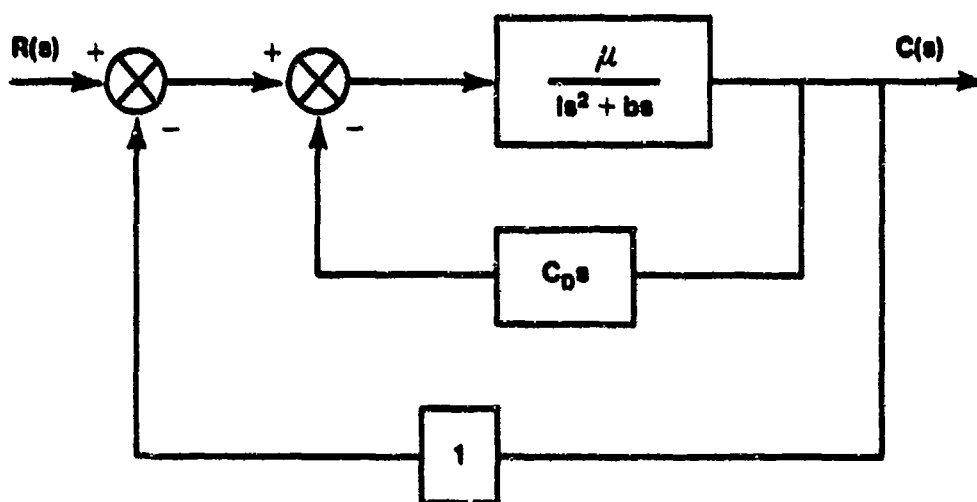 R(s) + + μ C(s)
Is² + bs
− −
C_D s
1